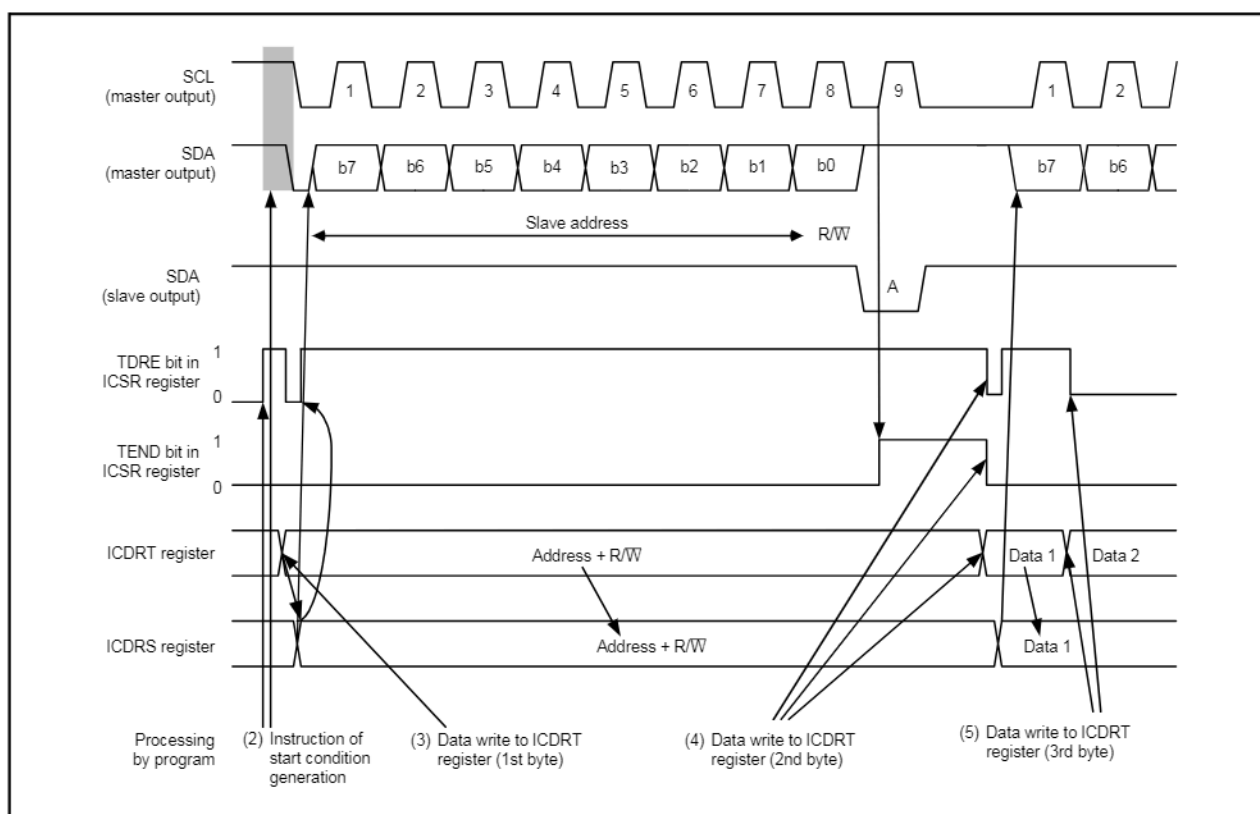 SCL
(master output)
1 2 3 4 5 6 7 8 9 1 2
SDA
(master output)
b7 b6 b5 b4 b3 b2 b1 b0 b7 b6
Slave address R/W̅
SDA
(slave output)
A
TDRE bit in
ICSR register
1
0
TEND bit in
ICSR register
1
0
ICDRT register
Address + R/W̅
Data 1
Data 2
ICDRS register
Address + R/W̅
Data 1
Processing
by program
(2) Instruction of
start condition
generation
(3) Data write to ICDRT
register (1st byte)
(4) Data write to ICDRT
register (2nd byte)
(5) Data write to ICDRT
register (3rd byte)